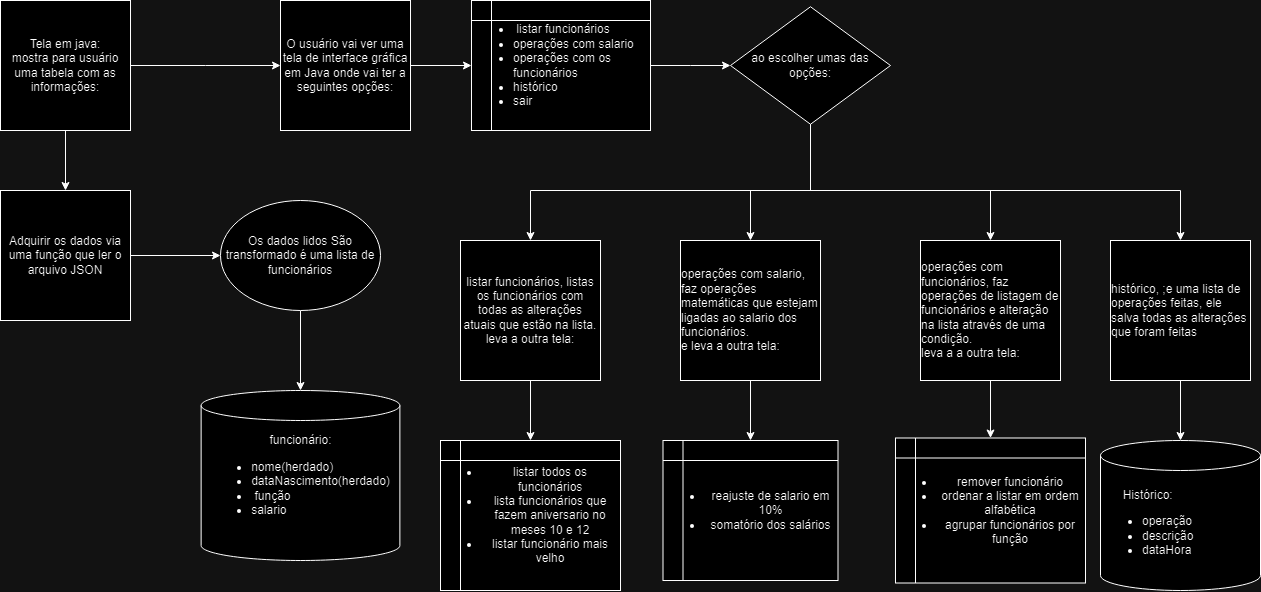 Tela em java:
mostra para usuário
uma tabela com as
informações:
O usuário vai ver uma
tela de interface gráfica
em Java onde vai ter a
seguintes opções:
listar funcionários
operações com salario
operações com os
funcionários
histórico
sair
ao escolher umas das
opções:
Adquirir os dados via
uma função que ler o
arquivo JSON
Os dados lidos São
transformado é uma lista de
funcionários
funcionário:
nome(herdado)
dataNascimento(herdado)
função
salario
listar funcionários, listas
os funcionários com
todas as alterações
atuais que estão na lista.
leva a outra tela:
operações com salario,
faz operações
matemáticas que estejam
ligadas ao salario dos
funcionários.
e leva a outra tela:
operações com
funcionários, faz
operações de listagem de
funcionários e alteração
na lista através de uma
condição.
leva a a outra tela:
histórico, ;e uma lista de
operações feitas, ele
salva todas as alterações
que foram feitas
listar todos os
funcionários
lista funcionários que
fazem aniversario no
meses 10 e 12
listar funcionário mais
velho
reajuste de salario em
10%
somatório dos salários
remover funcionário
ordenar a listar em ordem
alfabética
agrupar funcionários por
função
Histórico:
operação
descrição
dataHora